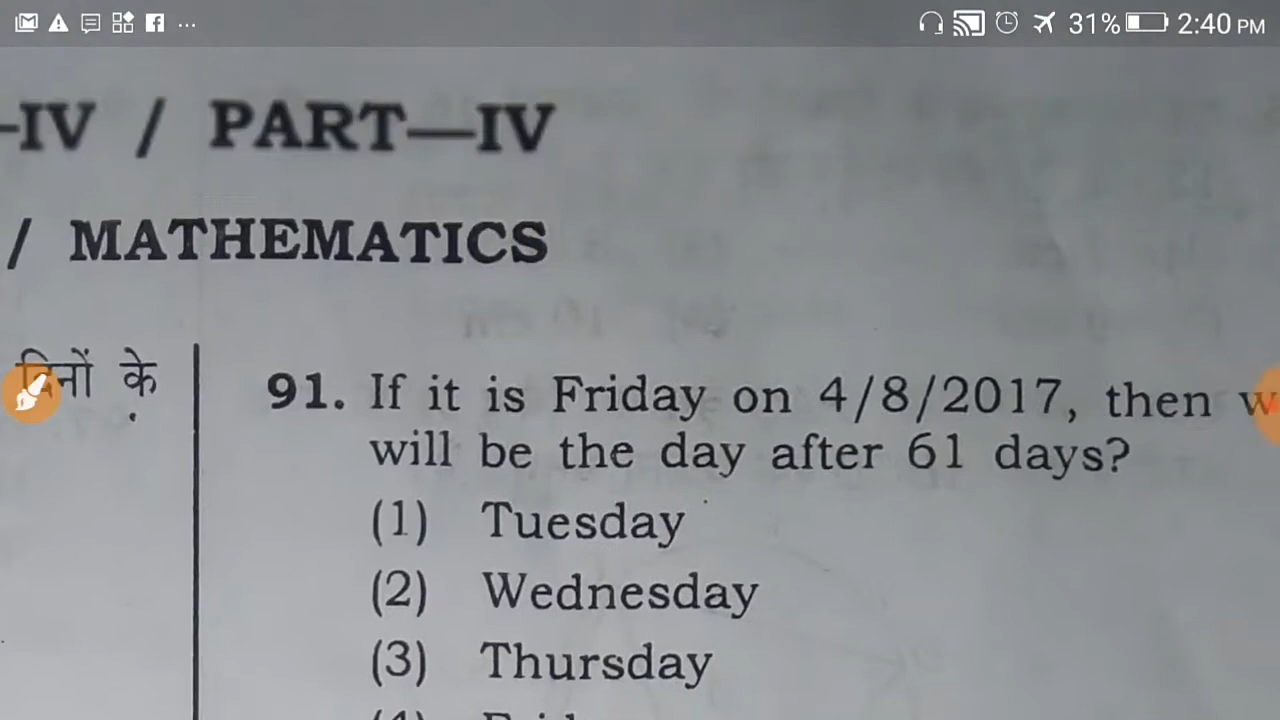 31% 2:40 PM
-IV / PART—IV
/ MATHEMATICS
दिनों के
91. If it is Friday on 4/8/2017, then
will be the day after 61 days?
(1) Tuesday
(2) Wednesday
(3) Thursday